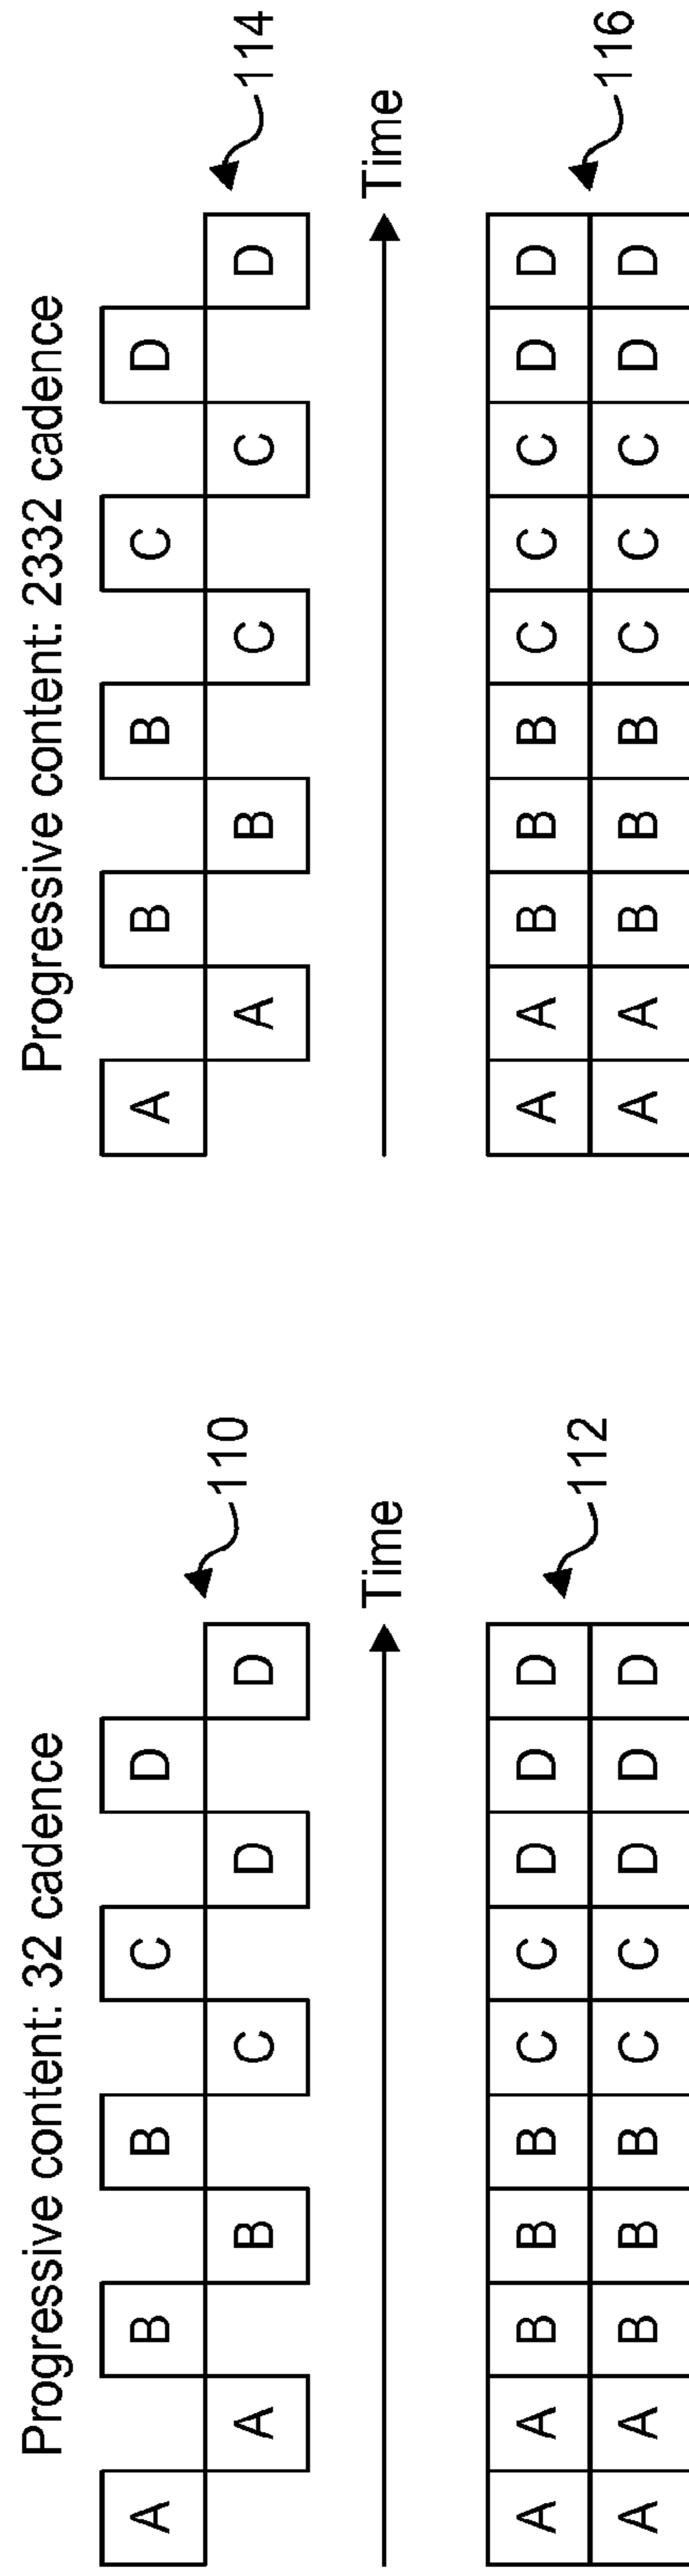 Progressive content: 32 cadence
A B B C D
A B C D D
110
Time
A A B B B C C D D D
A A B B B C C D D D
112
Progressive content: 2332 cadence
A B B C D
A B C C D
114
Time
A A B B B C C C D D
A A B B B C C C D D
116